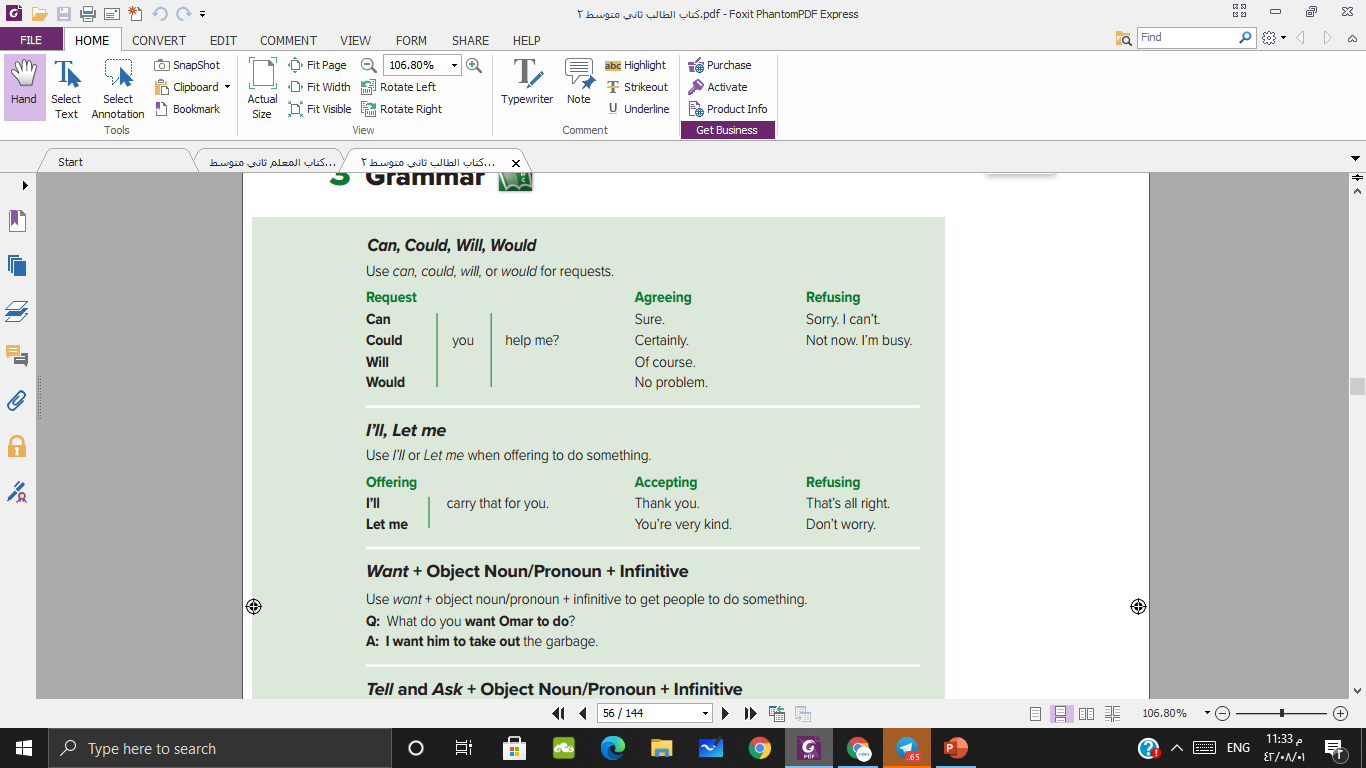 كتاب الطالب ثاني متوسط ٢.pdf - Foxit PhantomPDF Express
FILE HOME CONVERT EDIT COMMENT VIEW FORM SHARE HELP
Find
Hand
Select Text
Select Annotation
SnapShot
Clipboard
Bookmark
Tools
Actual Size
Fit Page
Fit Width
Fit Visible
106.80%
Rotate Left
Rotate Right
View
Typewriter
Note
Highlight
Strikeout
Underline
Comment
Purchase
Activate
Product Info
Get Business
Start
كتاب المعلم ثاني متوسط...
كتاب الطالب ثاني متوسط ٢...
3 Grammar
Can, Could, Will, Would
Use can, could, will, or would for requests.
Request Agreeing Refusing
Can Sure. Sorry. I can't.
Could you help me? Certainly. Not now. I'm busy.
Will Of course.
Would No problem.
I'll, Let me
Use I'll or Let me when offering to do something.
Offering Accepting Refusing
I'll carry that for you. Thank you. That's all right.
Let me You're very kind. Don't worry.
Want + Object Noun/Pronoun + Infinitive
Use want + object noun/pronoun + infinitive to get people to do something.
Q: What do you want Omar to do?
A: I want him to take out the garbage.
Tell and Ask + Object Noun/Pronoun + Infinitive
56 / 144
106.80%
Type here to search
.65
ENG
11:33 م
٤٢/٠٨/٠١